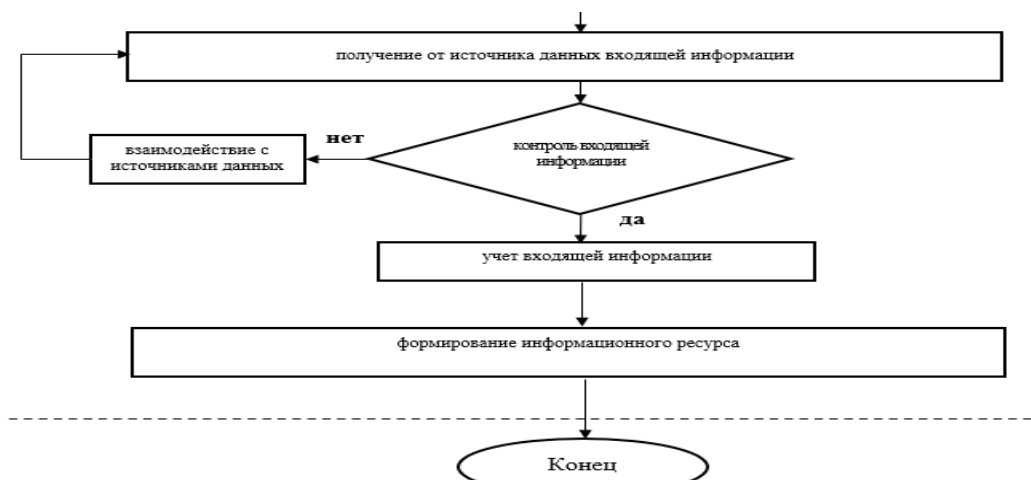 получение от источника данных входящей информации
нет
взаимодействие с
источниками данных
контроль входящей
информации
да
учет входящей информации
формирование информационного ресурса
Конец